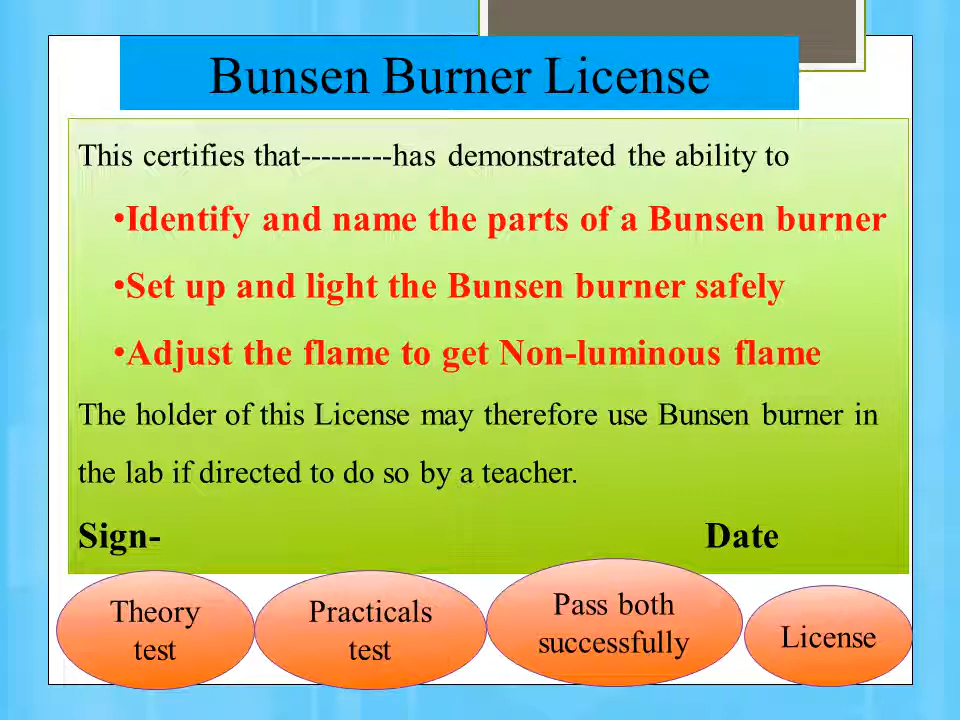 Bunsen Burner License
This certifies that---------has demonstrated the ability to
•Identify and name the parts of a Bunsen burner
•Set up and light the Bunsen burner safely
•Adjust the flame to get Non-luminous flame
The holder of this License may therefore use Bunsen burner in
the lab if directed to do so by a teacher.
Sign- Date
Theory
test
Practicals
test
Pass both
successfully
License